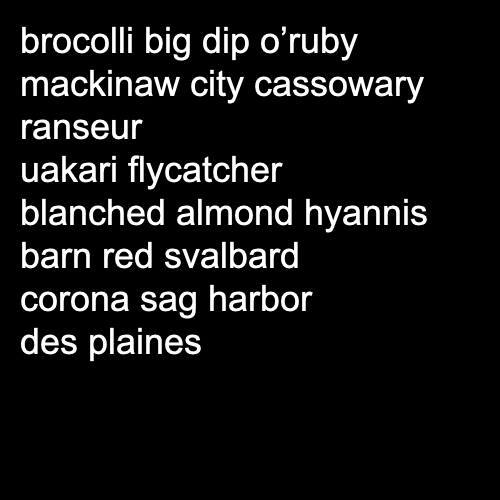 brocolli big dip o’ruby
mackinaw city cassowary
ranseur
uakari flycatcher
blanched almond hyannis
barn red svalbard
corona sag harbor
des plaines